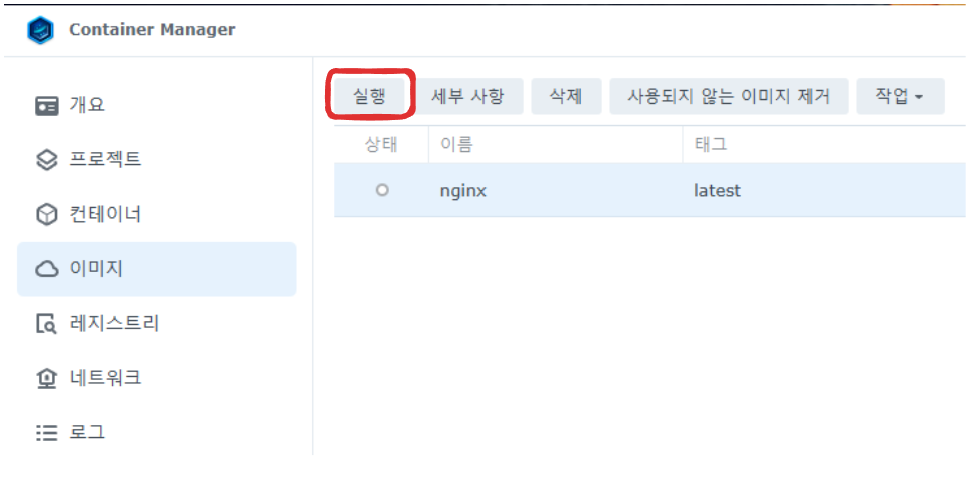 Container Manager
개요
프로젝트
컨테이너
이미지
레지스트리
네트워크
로그
실행 세부 사항 삭제 사용되지 않는 이미지 제거 작업
상태 이름 태그
nginx latest